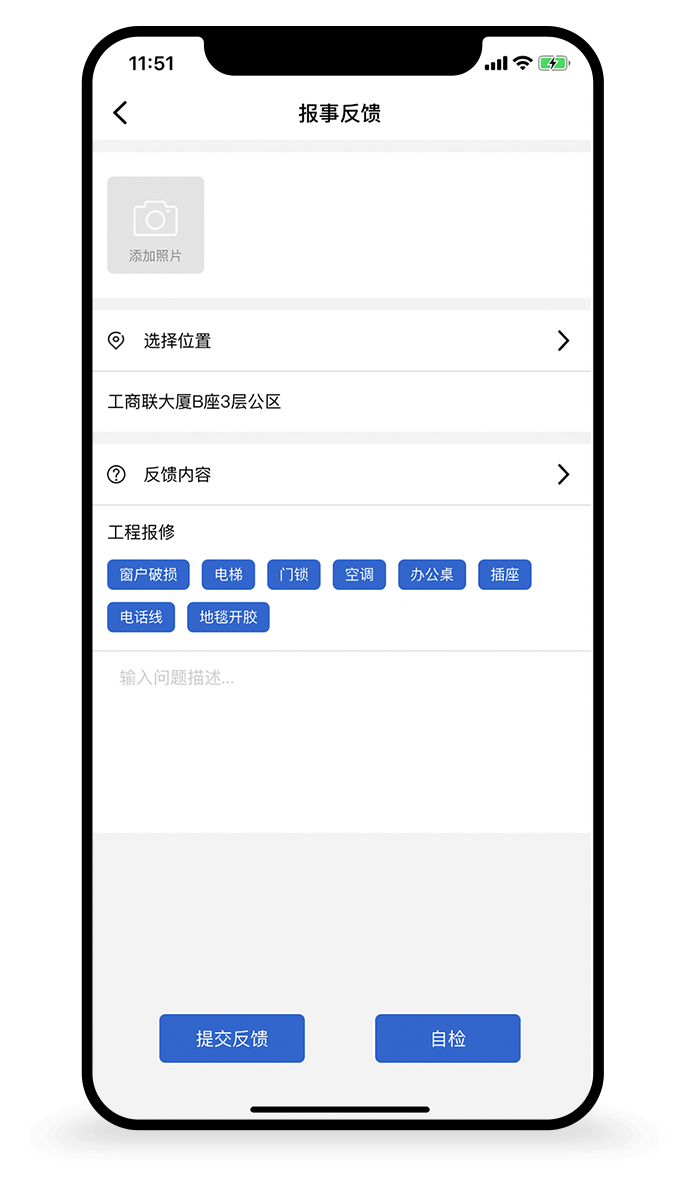 11:51
报事反馈
添加照片
选择位置
工商联大厦B座3层公区
反馈内容
工程报修
窗户破损 电梯 门锁 空调 办公桌 插座
电话线 地毯开胶
输入问题描述...
提交反馈 自检